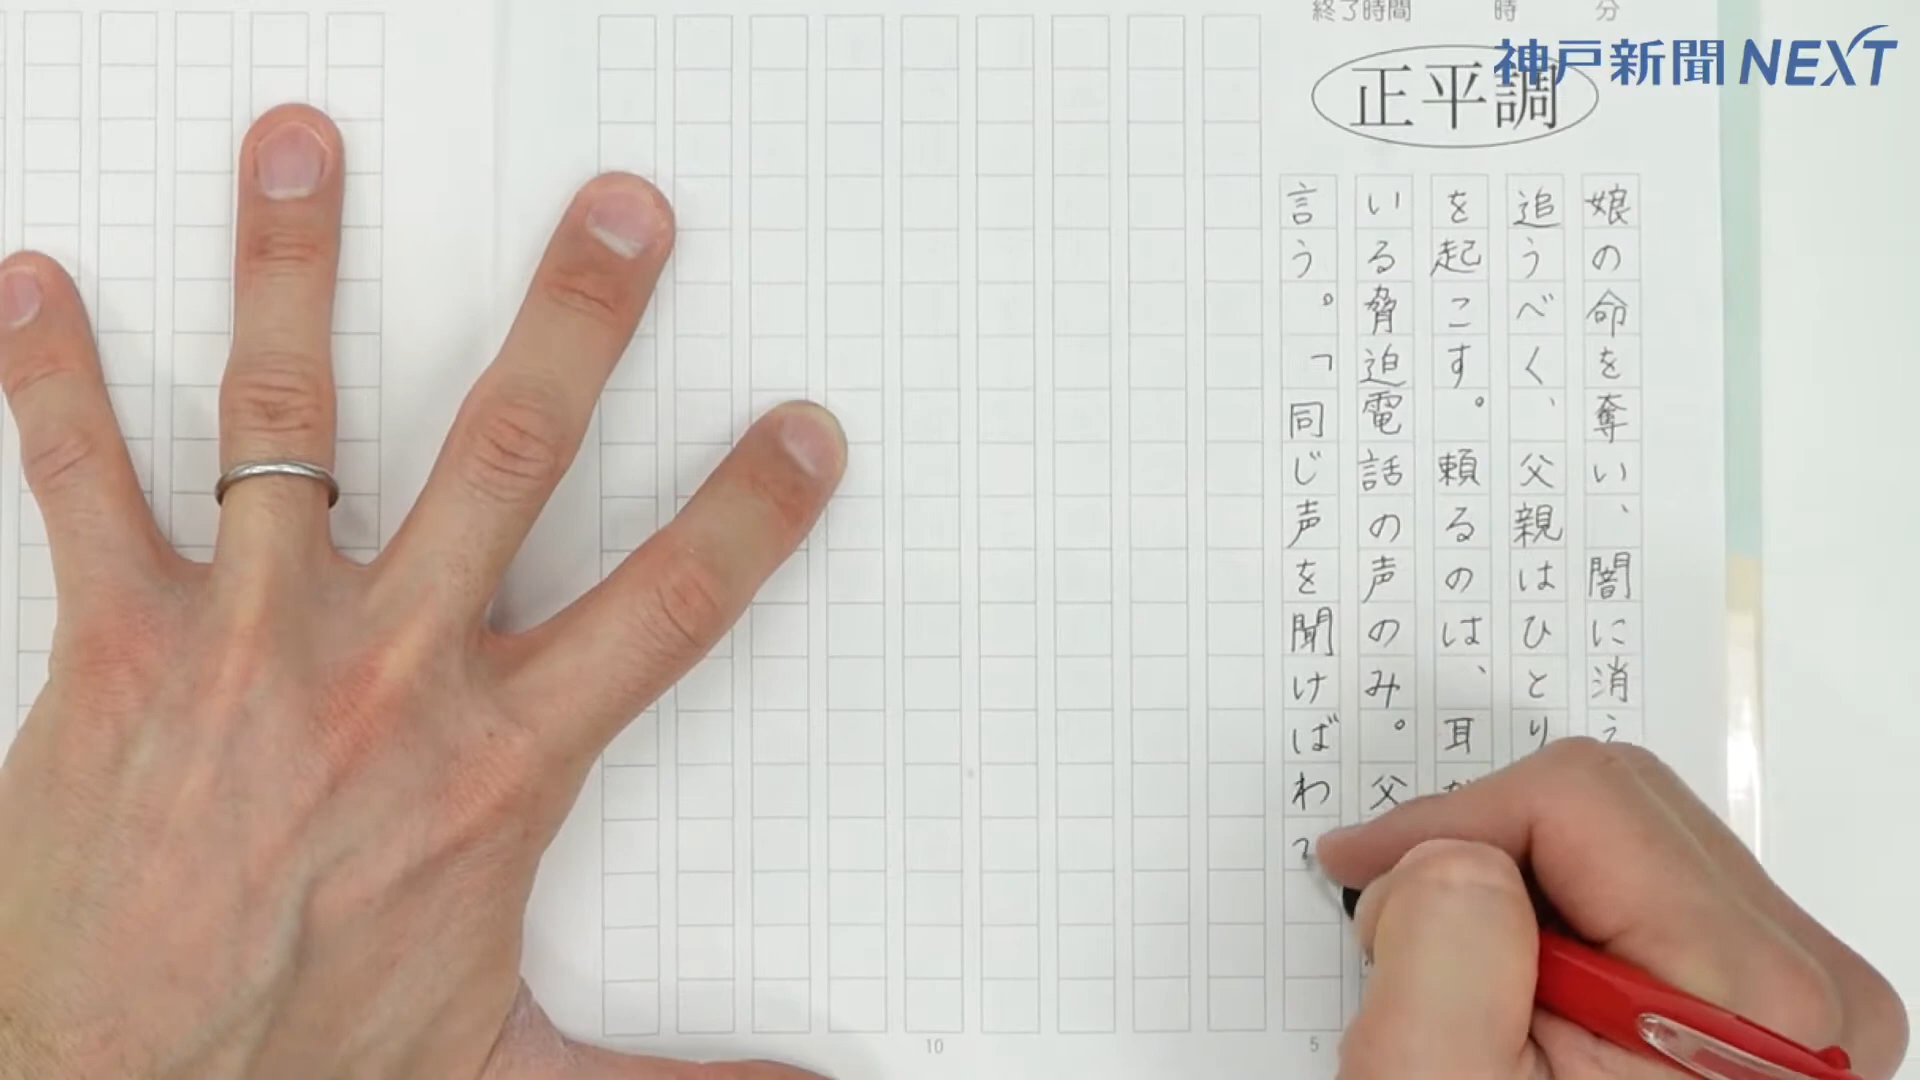 終了時間 時 分
神戸新聞NEXT
正平調
娘の命を奪い、闇に消え
追うべく、父親はひとり
を起こす。頼るのは、耳
いる脅迫電話の声のみ。父
言う。「同じ声を聞けばわ
10
5